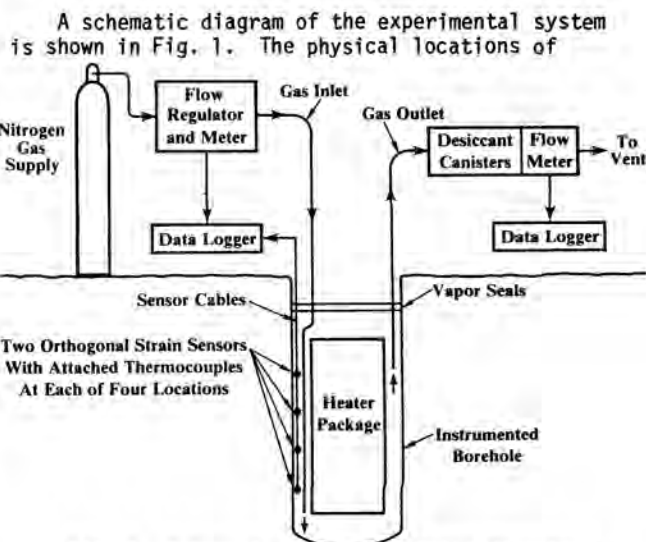 A schematic diagram of the experimental system
is shown in Fig. 1. The physical locations of
Nitrogen
Gas
Supply
Flow
Regulator
and Meter
Gas Inlet
Gas Outlet
Desiccant
Canisters
Flow
Meter
To
Vent
Data Logger
Data Logger
Sensor Cables
Vapor Seals
Two Orthogonal Strain Sensors
With Attached Thermocouples
At Each of Four Locations
Heater
Package
Instrumented
Borehole